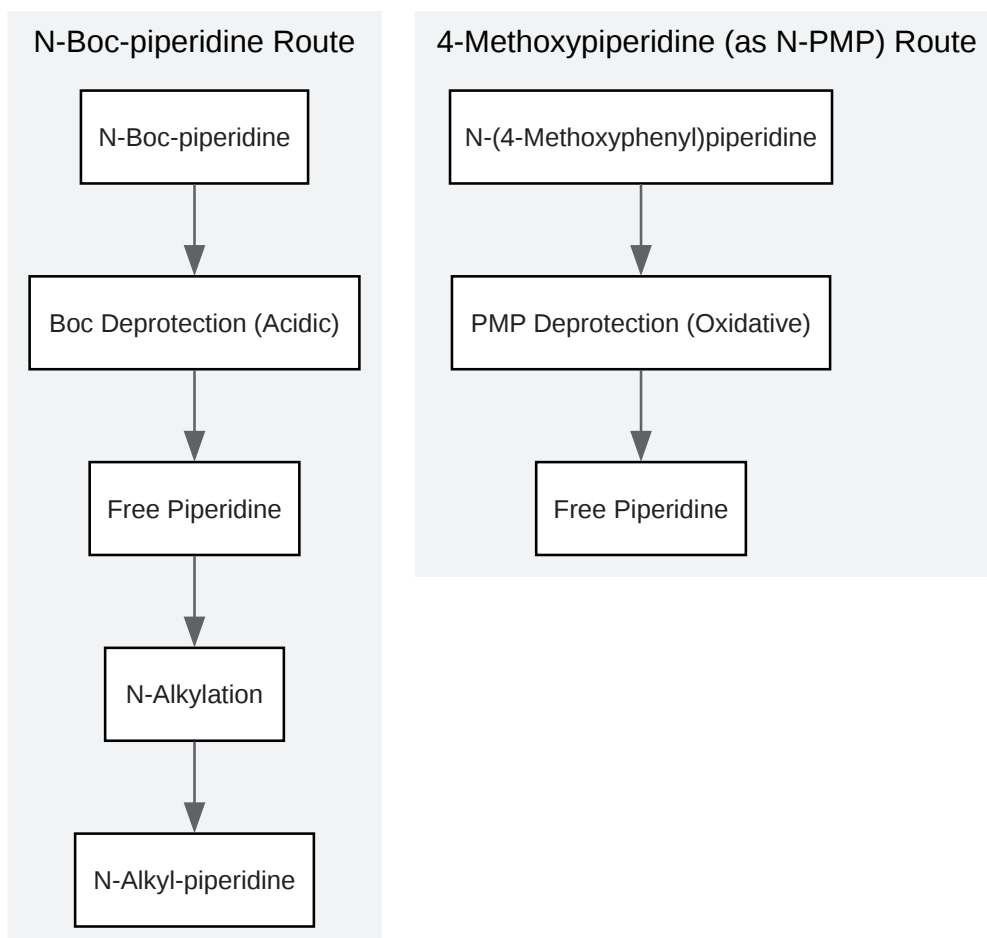 N-Boc-piperidine Route
N-Boc-piperidine
Boc Deprotection (Acidic)
Free Piperidine
N-Alkylation
N-Alkyl-piperidine
4-Methoxypiperidine (as N-PMP) Route
N-(4-Methoxyphenyl)piperidine
PMP Deprotection (Oxidative)
Free Piperidine